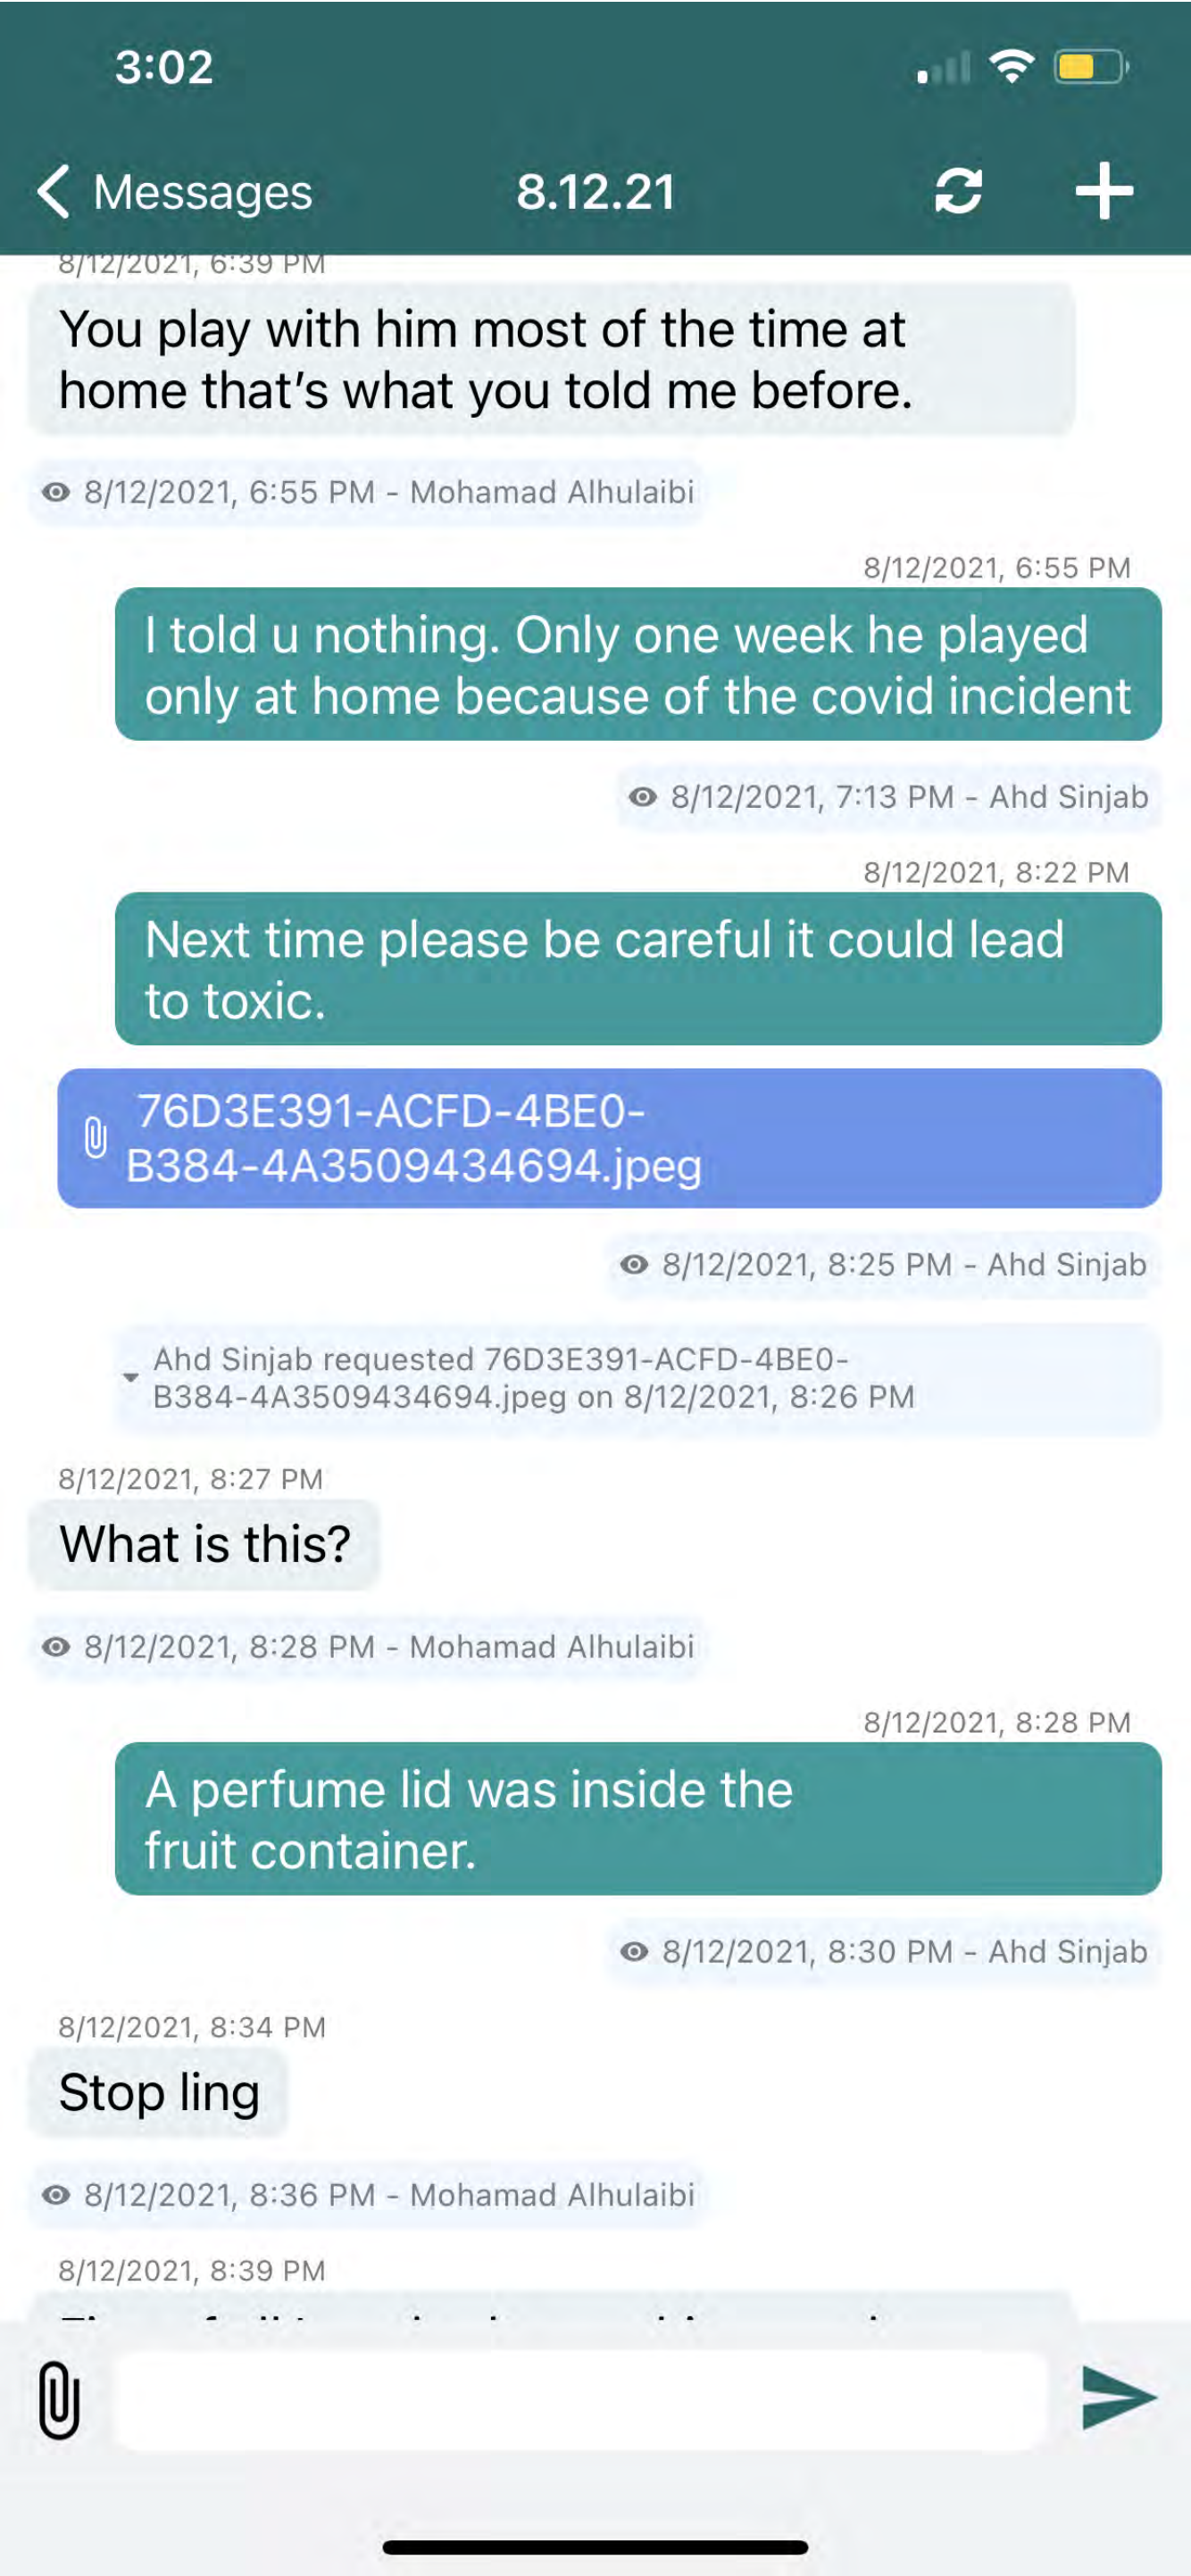 3:02
Messages 8.12.21
8/12/2021, 6:39 PM
You play with him most of the time at
home that's what you told me before.
8/12/2021, 6:55 PM - Mohamad Alhulaibi
8/12/2021, 6:55 PM
I told u nothing. Only one week he played
only at home because of the covid incident
8/12/2021, 7:13 PM - Ahd Sinjab
8/12/2021, 8:22 PM
Next time please be careful it could lead
to toxic.
76D3E391-ACFD-4BE0-
B384-4A3509434694.jpeg
8/12/2021, 8:25 PM - Ahd Sinjab
Ahd Sinjab requested 76D3E391-ACFD-4BE0-
B384-4A3509434694.jpeg on 8/12/2021, 8:26 PM
8/12/2021, 8:27 PM
What is this?
8/12/2021, 8:28 PM - Mohamad Alhulaibi
8/12/2021, 8:28 PM
A perfume lid was inside the
fruit container.
8/12/2021, 8:30 PM - Ahd Sinjab
8/12/2021, 8:34 PM
Stop ling
8/12/2021, 8:36 PM - Mohamad Alhulaibi
8/12/2021, 8:39 PM